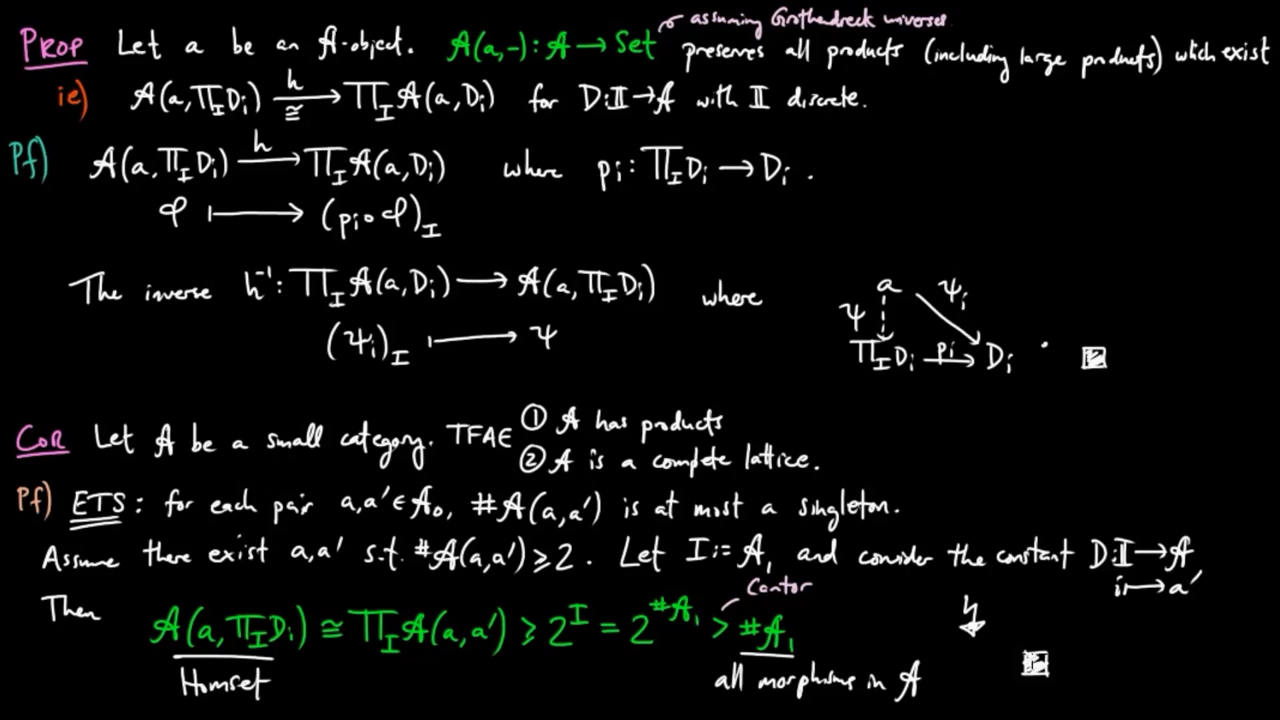 assuming Grothendieck universes
PROP Let a be an A-object. A(a,-): A → Set preserves all products (including large products) which exist
ie) A(a,∏_I D_i) —h→ ≅ ∏_I A(a,D_i) for D: 𝕀→A with 𝕀 discrete.
Pf) A(a,∏_I D_i) —h→ ∏_I A(a,D_i) where p_i: ∏_I D_i → D_i .
φ ↦ (p_i∘φ)_I
The inverse h⁻¹: ∏_I A(a,D_i) → A(a,∏_I D_i) where
(ψ_i)_I ↦ ψ
a ψ_i
ψ
∏_I D_i —p_i→ D_i .
COR Let A be a small category. TFAE ① A has products
② A is a complete lattice.
Pf) ETS: for each pair a,a' ∈ A₀, #A(a,a') is at most a singleton.
Assume there exist a,a' s.t. #A(a,a') ≥ 2. Let I := A₁ and consider the constant D: 𝕀 → A
i ↦ a'
Cantor
Then A(a,∏_I D_i) ≅ ∏_I A(a,a') ≥ 2^I = 2^{#A₁} > #A₁ ↯
Homset all morphisms in A